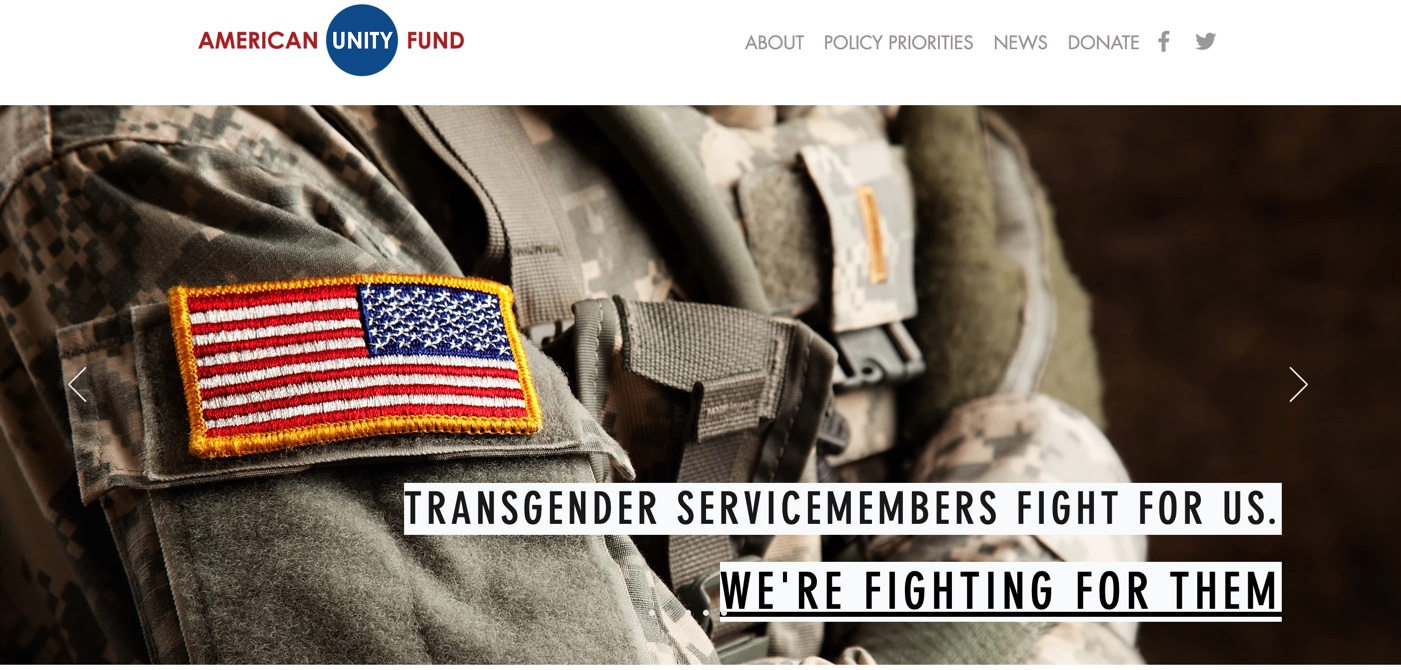 AMERICAN UNITY FUND
ABOUT POLICY PRIORITIES NEWS DONATE
TRANSGENDER SERVICEMEMBERS FIGHT FOR US.
WE'RE FIGHTING FOR THEM